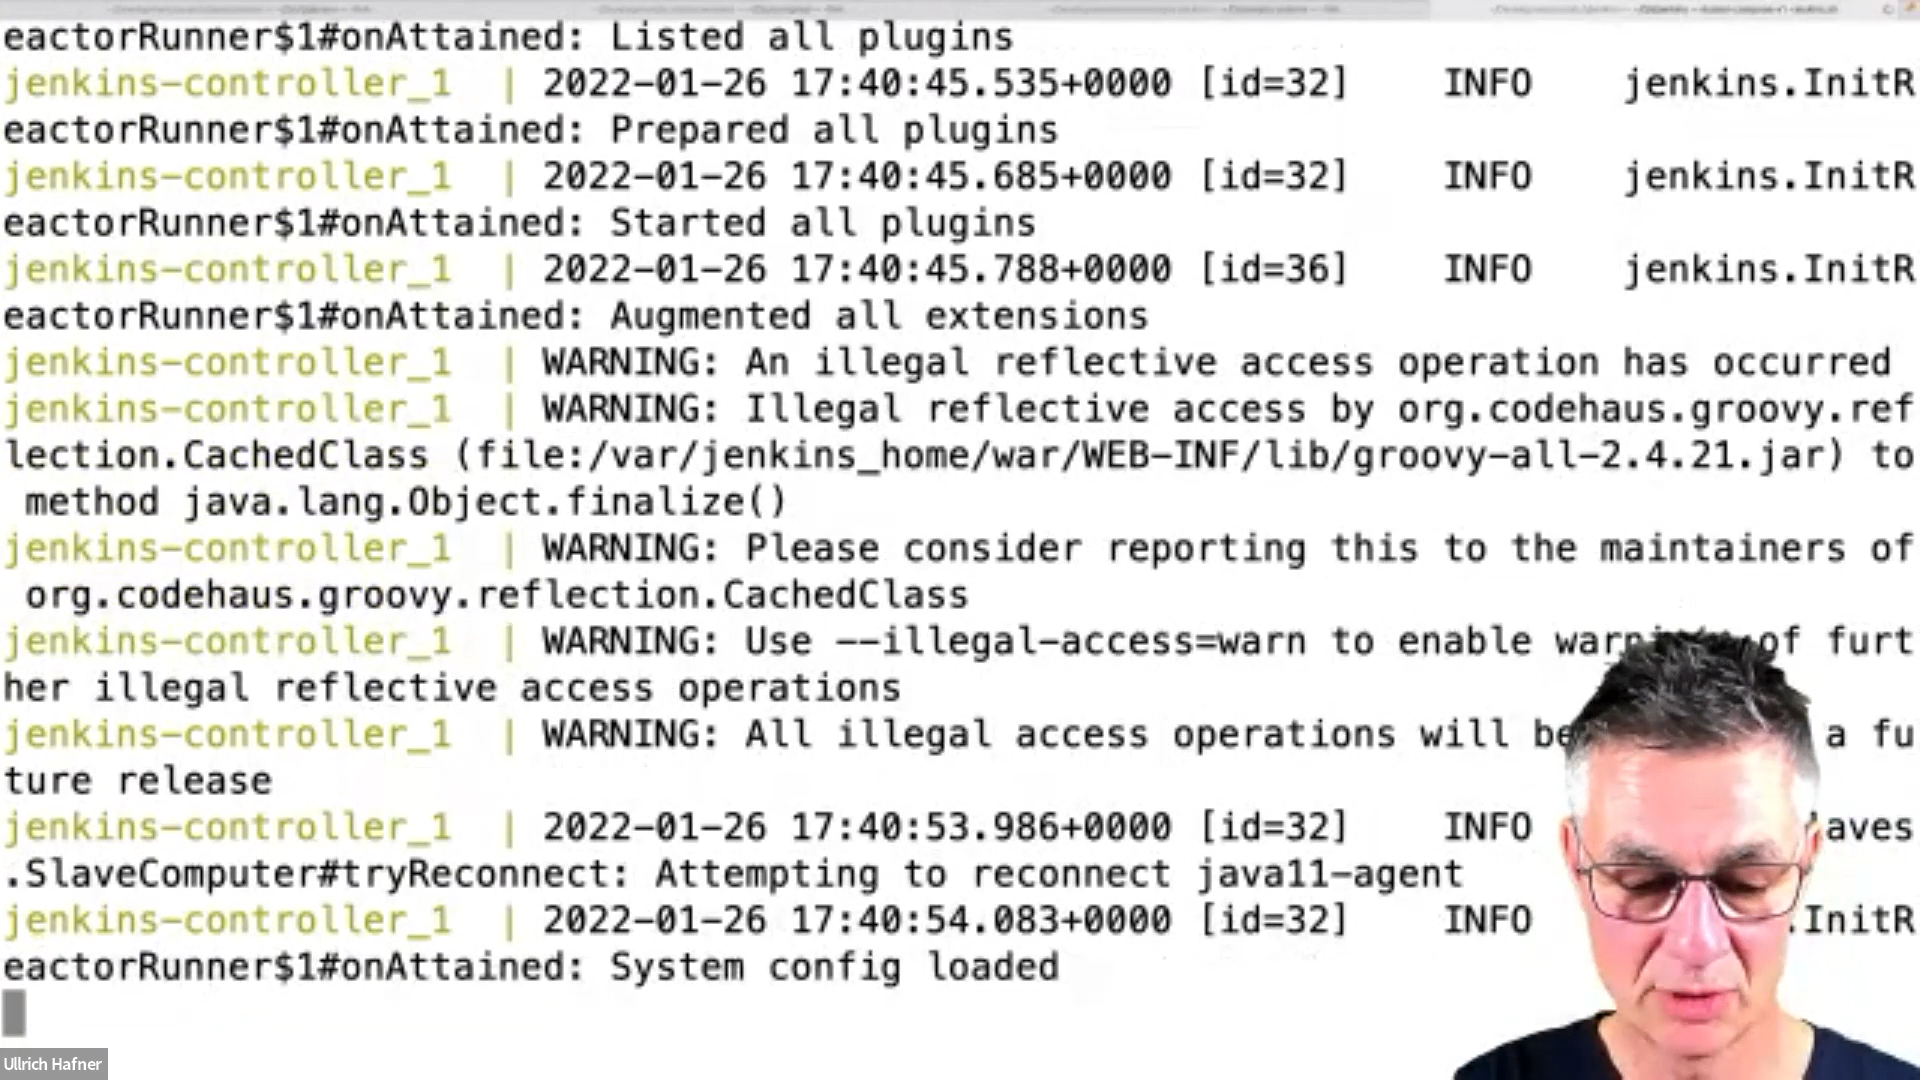 eactorRunner$1#onAttained: Listed all plugins
jenkins-controller_1 | 2022-01-26 17:40:45.535+0000 [id=32] INFO jenkins.InitR
eactorRunner$1#onAttained: Prepared all plugins
jenkins-controller_1 | 2022-01-26 17:40:45.685+0000 [id=32] INFO jenkins.InitR
eactorRunner$1#onAttained: Started all plugins
jenkins-controller_1 | 2022-01-26 17:40:45.788+0000 [id=36] INFO jenkins.InitR
eactorRunner$1#onAttained: Augmented all extensions
jenkins-controller_1 | WARNING: An illegal reflective access operation has occurred
jenkins-controller_1 | WARNING: Illegal reflective access by org.codehaus.groovy.ref
lection.CachedClass (file:/var/jenkins_home/war/WEB-INF/lib/groovy-all-2.4.21.jar) to
method java.lang.Object.finalize()
jenkins-controller_1 | WARNING: Please consider reporting this to the maintainers of
org.codehaus.groovy.reflection.CachedClass
jenkins-controller_1 | WARNING: Use --illegal-access=warn to enable of furt
her illegal reflective access operations
jenkins-controller_1 | WARNING: All illegal access operations will be a fu
ture release
jenkins-controller_1 | 2022-01-26 17:40:53.986+0000 [id=32] INFO aves
.SlaveComputer#tryReconnect: Attempting to reconnect java11-agent
jenkins-controller_1 | 2022-01-26 17:40:54.083+0000 [id=32] INFO .InitR
eactorRunner$1#onAttained: System config loaded
Ullrich Hafner